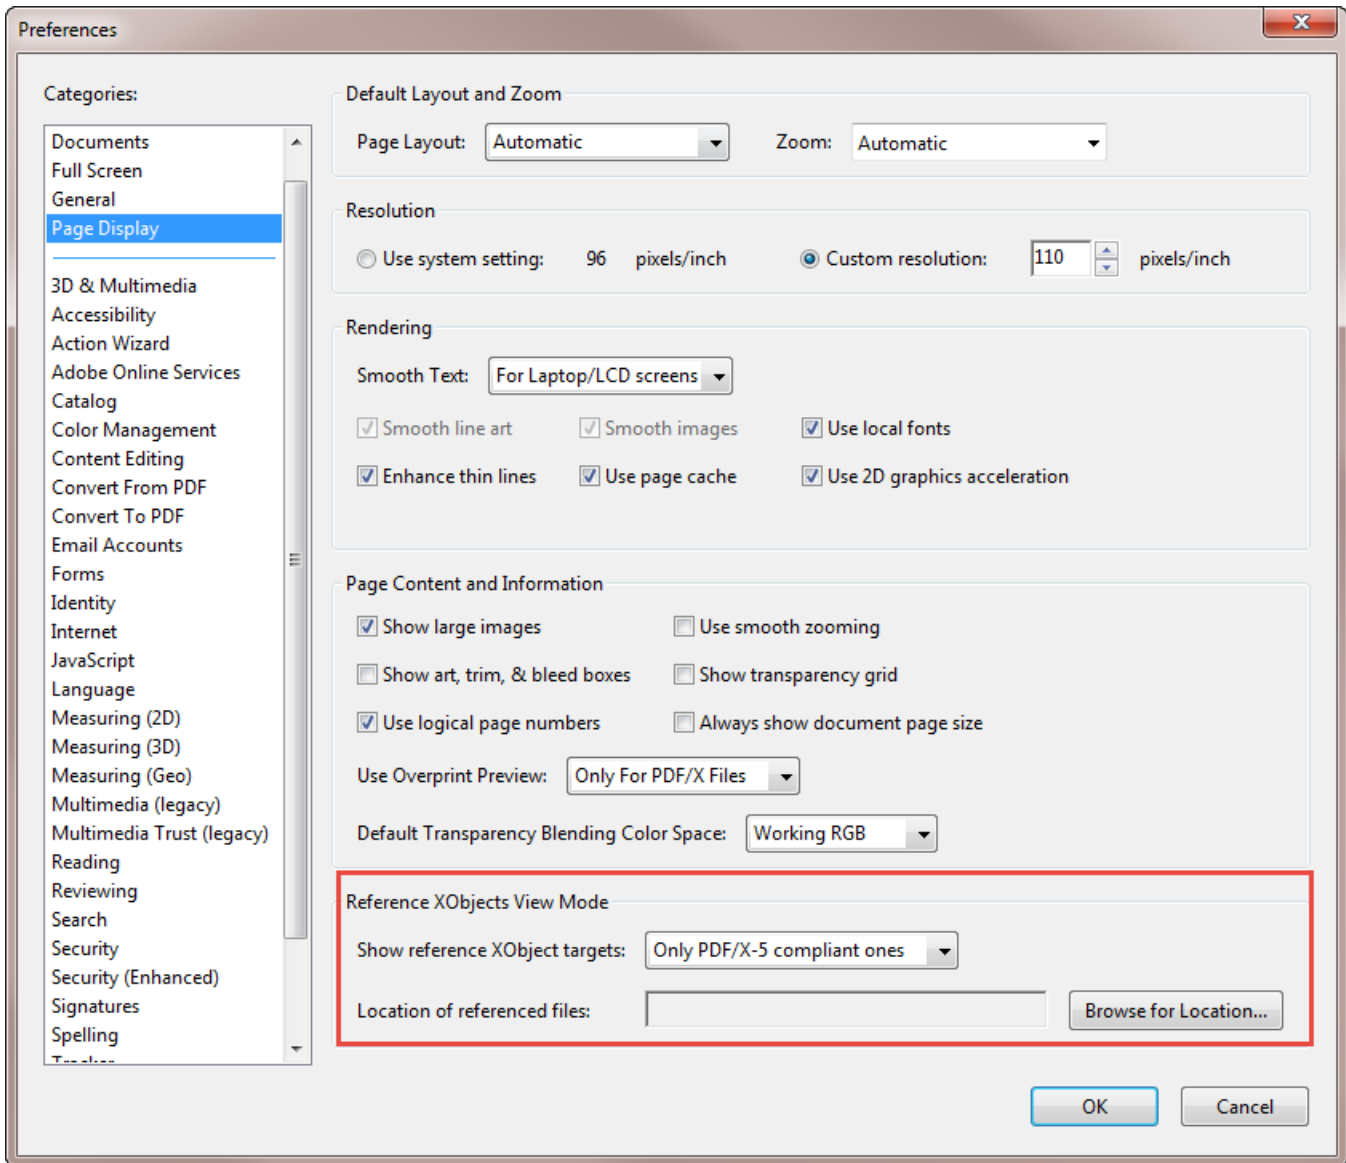 Preferences
Categories:
Documents
Full Screen
General
Page Display
3D & Multimedia
Accessibility
Action Wizard
Adobe Online Services
Catalog
Color Management
Content Editing
Convert From PDF
Convert To PDF
Email Accounts
Forms
Identity
Internet
JavaScript
Language
Measuring (2D)
Measuring (3D)
Measuring (Geo)
Multimedia (legacy)
Multimedia Trust (legacy)
Reading
Reviewing
Search
Security
Security (Enhanced)
Signatures
Spelling
Tracker
Default Layout and Zoom
Page Layout: Automatic Zoom: Automatic
Resolution
Use system setting: 96 pixels/inch Custom resolution: 110 pixels/inch
Rendering
Smooth Text: For Laptop/LCD screens
Smooth line art Smooth images Use local fonts
Enhance thin lines Use page cache Use 2D graphics acceleration
Page Content and Information
Show large images Use smooth zooming
Show art, trim, & bleed boxes Show transparency grid
Use logical page numbers Always show document page size
Use Overprint Preview: Only For PDF/X Files
Default Transparency Blending Color Space: Working RGB
Reference XObjects View Mode
Show reference XObject targets: Only PDF/X-5 compliant ones
Location of referenced files: Browse for Location...
OK Cancel